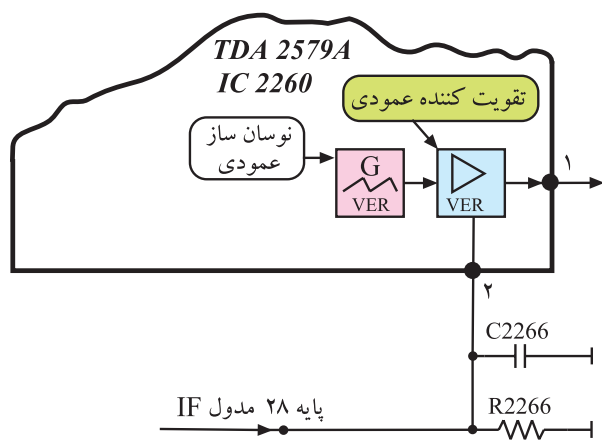 TDA 2579A
IC 2260
تقویت کننده عمودی
نوسان ساز
عمودی
G
VER
VER
۱
۲
C2266
R2266
پایه ۲۸ مدول IF